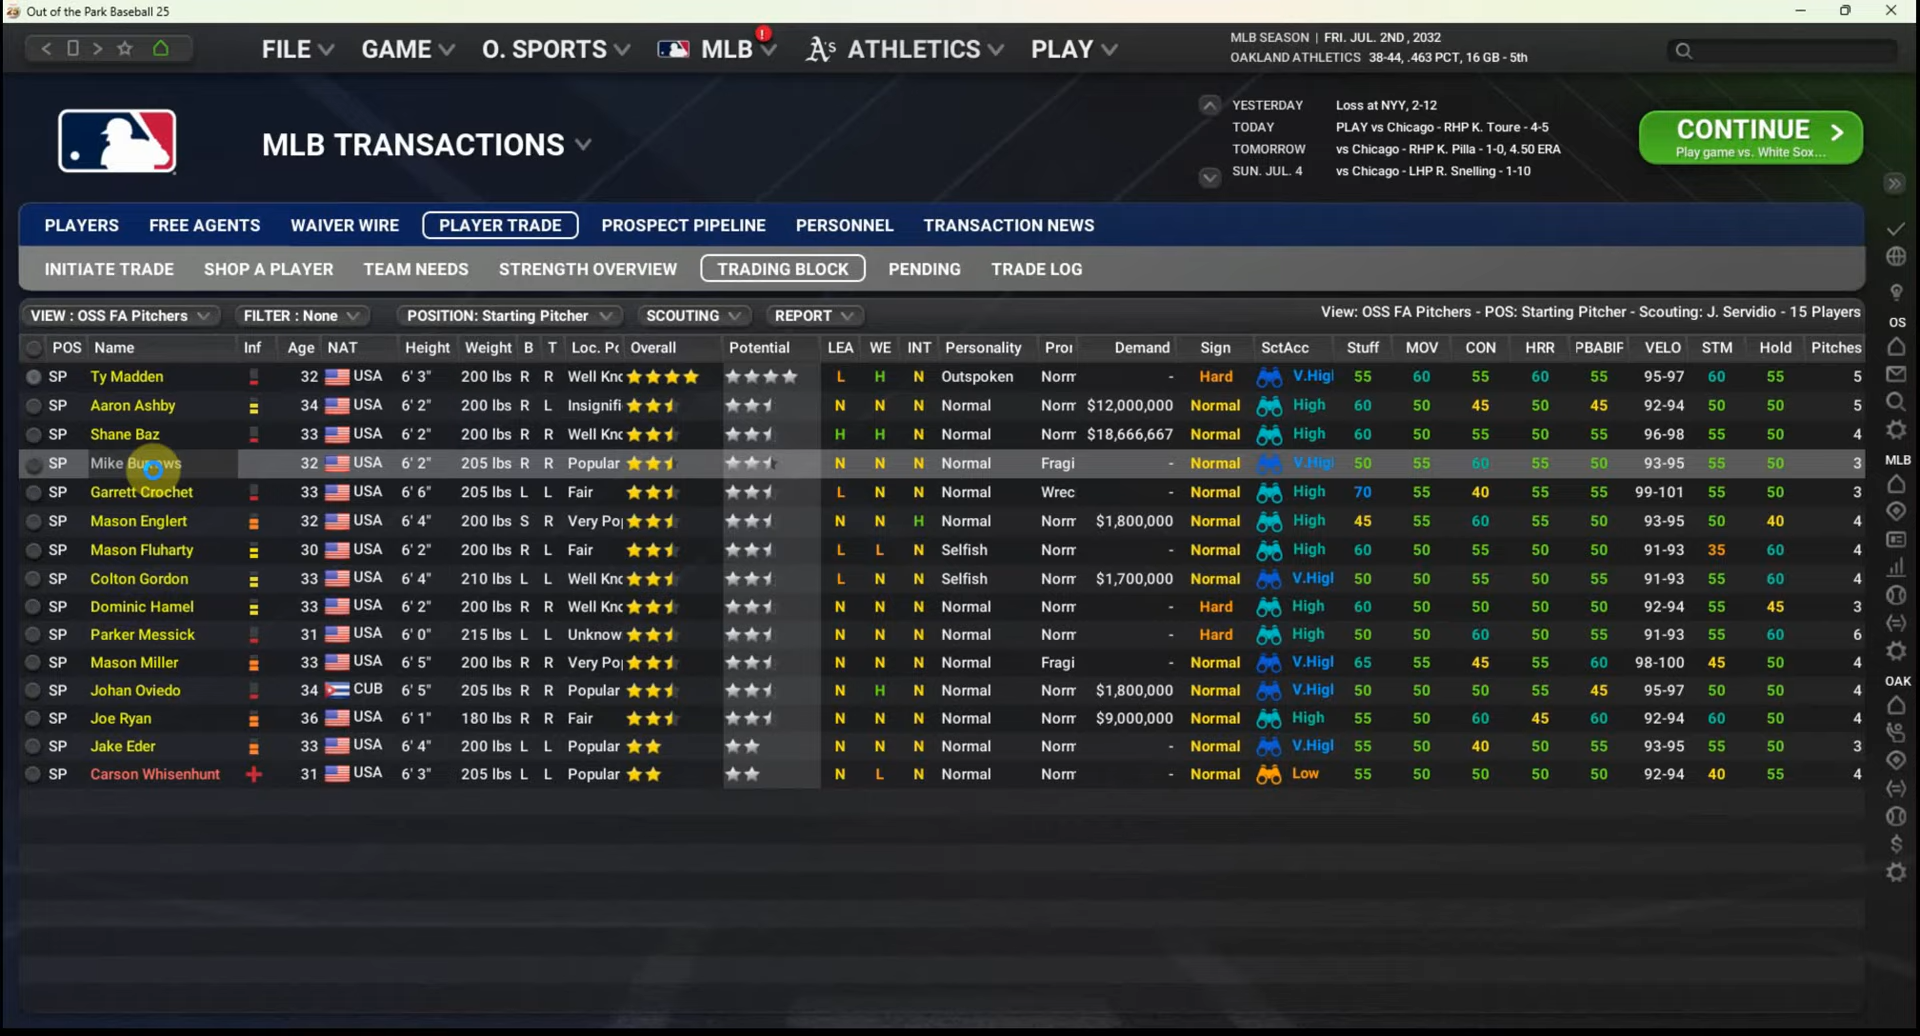 Out of the Park Baseball 25
FILE GAME O. SPORTS MLB ! A's ATHLETICS PLAY
MLB SEASON | FRI. JUL. 2ND , 2032
OAKLAND ATHLETICS 38-44, .463 PCT, 16 GB - 5th
MLB TRANSACTIONS
YESTERDAY Loss at NYY, 2-12
TODAY PLAY vs Chicago - RHP K. Toure - 4-5
TOMORROW vs Chicago - RHP K. Pilla - 1-0, 4.50 ERA
SUN. JUL. 4 vs Chicago - LHP R. Snelling - 1-10
CONTINUE
Play game vs. White Sox...
PLAYERS FREE AGENTS WAIVER WIRE PLAYER TRADE PROSPECT PIPELINE PERSONNEL TRANSACTION NEWS
INITIATE TRADE SHOP A PLAYER TEAM NEEDS STRENGTH OVERVIEW TRADING BLOCK PENDING TRADE LOG
VIEW : OSS FA Pitchers FILTER : None POSITION: Starting Pitcher SCOUTING REPORT View: OSS FA Pitchers - POS: Starting Pitcher - Scouting: J. Servidio - 15 Players
POS Name Inf Age NAT Height Weight B T Loc. Pc Overall Potential LEA WE INT Personality Pror Demand Sign SctAcc Stuff MOV CON HRR PBABIF VELO STM Hold Pitches
SP Ty Madden 32 USA 6' 3" 200 lbs R R Well Knc L H N Outspoken Norm - Hard V.Higl 55 60 55 60 55 95-97 60 55 5
SP Aaron Ashby 34 USA 6' 2" 200 lbs R L Insignifi N N N Normal Norm $12,000,000 Normal High 60 50 45 50 45 92-94 50 50 5
SP Shane Baz 33 USA 6' 2" 200 lbs R R Well Knc H H N Normal Norm $18,666,667 Normal High 60 50 55 50 55 96-98 55 50 4
SP Mike Burrows 32 USA 6' 2" 205 lbs R R Popular N N N Normal Fragi - Normal V.Higl 50 55 60 55 50 93-95 55 50 3
SP Garrett Crochet 33 USA 6' 6" 205 lbs L L Fair L N N Normal Wrec - Normal High 70 55 40 55 55 99-101 55 50 3
SP Mason Englert 32 USA 6' 4" 200 lbs S R Very Poj N N H Normal Norm $1,800,000 Normal High 45 55 60 55 50 93-95 50 40 4
SP Mason Fluharty 30 USA 6' 2" 200 lbs R L Fair L L N Selfish Norm - Normal High 60 50 55 50 50 91-93 35 60 4
SP Colton Gordon 33 USA 6' 4" 210 lbs L L Well Knc L N N Selfish Norm $1,700,000 Normal V.Higl 50 50 55 50 55 91-93 55 60 4
SP Dominic Hamel 33 USA 6' 2" 200 lbs R R Well Knc N N N Normal Norm - Hard High 60 50 50 50 50 92-94 55 45 3
SP Parker Messick 31 USA 6' 0" 215 lbs L L Unknow N N N Normal Norm - Hard High 50 50 60 50 55 91-93 55 60 6
SP Mason Miller 33 USA 6' 5" 200 lbs R R Very Poj N N N Normal Fragi - Normal V.Higl 65 55 45 55 60 98-100 45 50 4
SP Johan Oviedo 34 CUB 6' 5" 205 lbs R R Popular N H N Normal Norm $1,800,000 Normal V.Higl 50 50 50 55 45 95-97 50 50 4
SP Joe Ryan 36 USA 6' 1" 180 lbs R R Fair N N N Normal Norm $9,000,000 Normal High 55 50 60 45 60 92-94 60 50 4
SP Jake Eder 33 USA 6' 4" 200 lbs L L Popular N N N Normal Norm - Normal V.Higl 55 50 40 50 55 93-95 55 50 3
SP Carson Whisenhunt 31 USA 6' 3" 205 lbs L L Popular N L N Normal Norm - Normal Low 55 50 50 50 50 92-94 40 55 4
OS
MLB
OAK